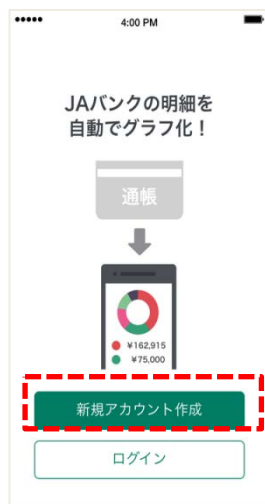 4:00 PM
JAバンクの明細を
自動でグラフ化！
通帳
¥162,915
¥75,000
新規アカウント作成
ログイン